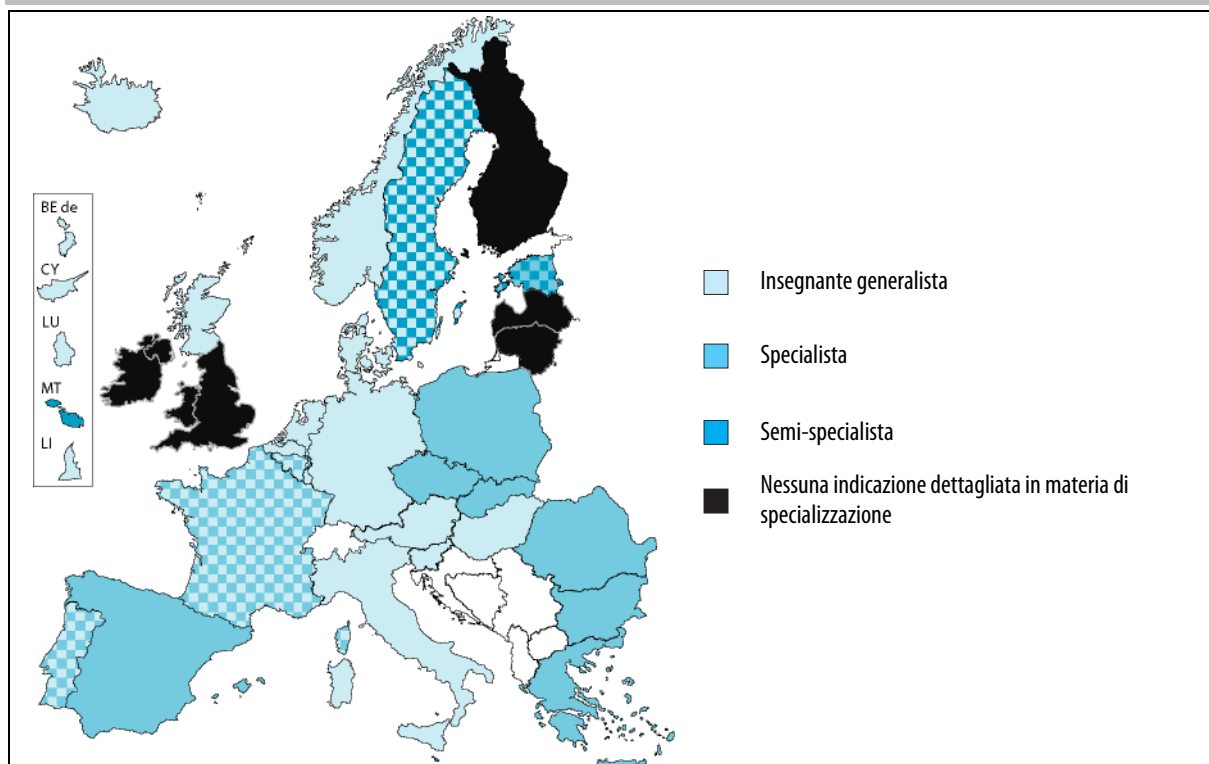 BE de
CY
LU
MT
LI
Insegnante generalista
Specialista
Semi-specialista
Nessuna indicazione dettagliata in materia di
specializzazione